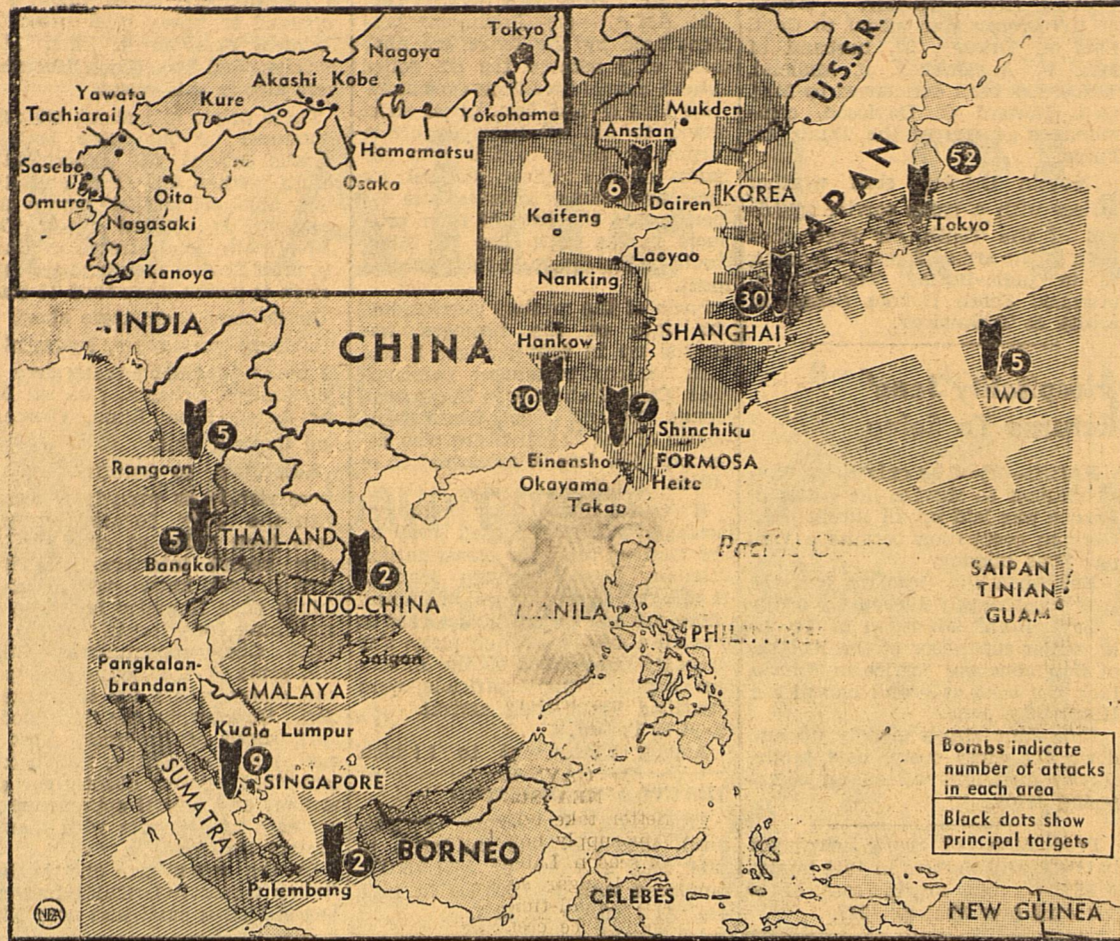 Tokyo
Nagoya
Akashi Kobe
Yawata
Kure
Tachiarai
Yokohama
Hamamatsu
Sasebo
Osaka
Omura
Oita
Nagasaki
Kanoya
U.S.S.R.
Mukden
Anshan
6
Dairen
KOREA
JAPAN
52
Tokyo
Kaifeng
Laoyao
Nanking
30
SHANGHAI
INDIA
CHINA
Hankow
10
7
5
IWO
Shinchiku
5
Rangoon
Einansho
FORMOSA
Okayama
Heito
Takao
5
THAILAND
Bangkok
2
INDO-CHINA
Pacific Ocean
SAIPAN
TINIAN
GUAM
MANILA
PHILIPPINES
Saigon
Pangkalan-
brandan
MALAYA
Kuala Lumpur
9
SINGAPORE
SUMATRA
2
BORNEO
Palembang
CELEBES
NEW GUINEA
Bombs indicate
number of attacks
in each area
Black dots show
principal targets
NEA